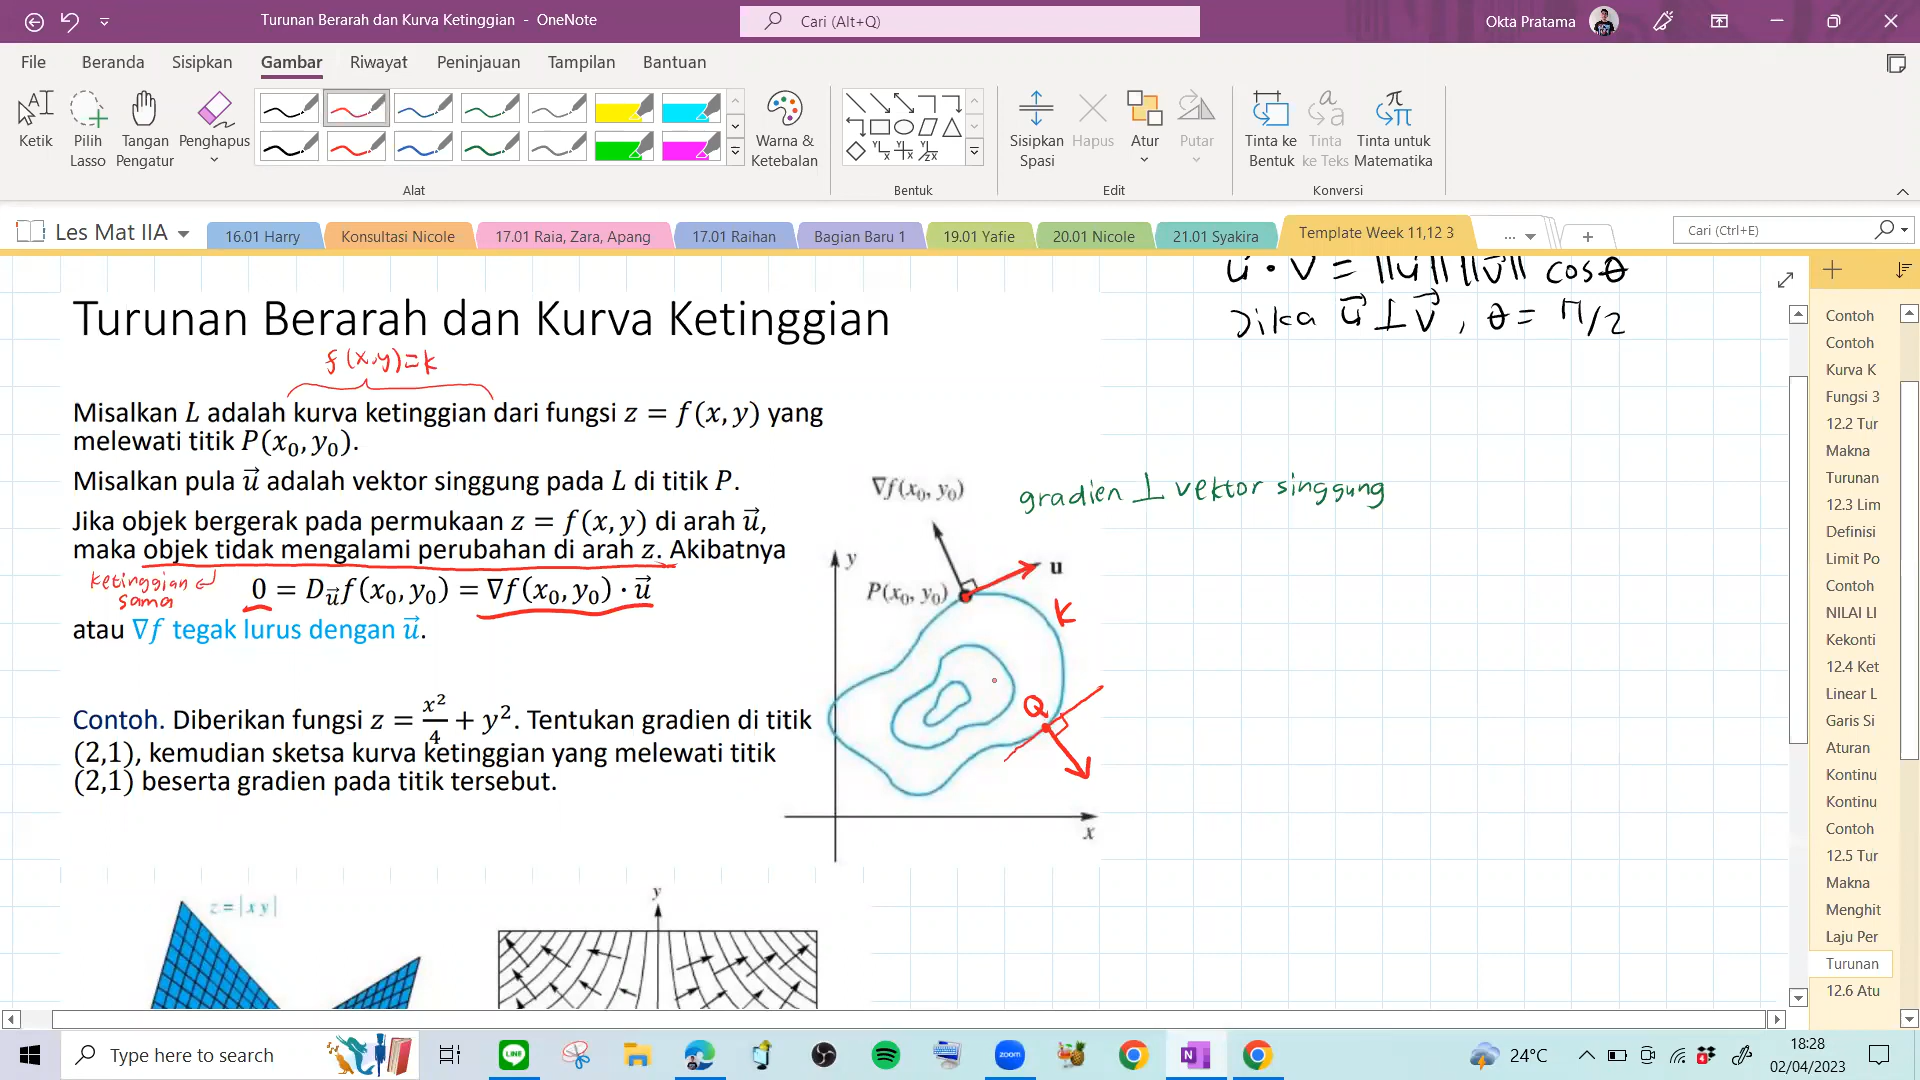 Turunan Berarah dan Kurva Ketinggian - OneNote
Cari (Alt+Q)
Okta Pratama
File Beranda Sisipkan Gambar Riwayat Peninjauan Tampilan Bantuan
Ketik
Pilih Lasso
Tangan Pengatur
Penghapus
Warna & Ketebalan
Sisipkan Spasi
Hapus
Atur
Putar
Tinta ke Bentuk
Tinta ke Teks
Tinta untuk Matematika
Alat
Bentuk
Edit
Konversi
Les Mat IIA
16.01 Harry
Konsultasi Nicole
17.01 Raia, Zara, Apang
17.01 Raihan
Bagian Baru 1
19.01 Yafie
20.01 Nicole
21.01 Syakira
Template Week 11,12 3
...
Cari (Ctrl+E)
u • v = ||u|| ||v|| cos θ
Jika u ⊥ v, θ = π/2
Turunan Berarah dan Kurva Ketinggian
f(x,y)=k
Misalkan L adalah kurva ketinggian dari fungsi z = f(x, y) yang
melewati titik P(x₀, y₀).
Misalkan pula u⃗ adalah vektor singgung pada L di titik P.
Jika objek bergerak pada permukaan z = f(x, y) di arah u⃗,
maka objek tidak mengalami perubahan di arah z. Akibatnya
ketinggian
sama
0 = D_u⃗ f(x₀, y₀) = ∇f(x₀, y₀) · u⃗
atau ∇f tegak lurus dengan u⃗.
Contoh. Diberikan fungsi z = x²/4 + y². Tentukan gradien di titik
(2,1), kemudian sketsa kurva ketinggian yang melewati titik
(2,1) beserta gradien pada titik tersebut.
∇f(x₀, y₀)
gradien ⊥ vektor singgung
y
u
P(x₀, y₀)
K
Q
x
z = |x y|
y
Contoh
Contoh
Kurva K
Fungsi 3
12.2 Tur
Makna
Turunan
12.3 Lim
Definisi
Limit Po
Contoh
NILAI LI
Kekonti
12.4 Ket
Linear L
Garis Si
Aturan
Kontinu
Kontinu
Contoh
12.5 Tur
Makna
Menghit
Laju Per
Turunan
12.6 Atu
Type here to search
LINE
zoom
N
24°C
4
18:28
02/04/2023